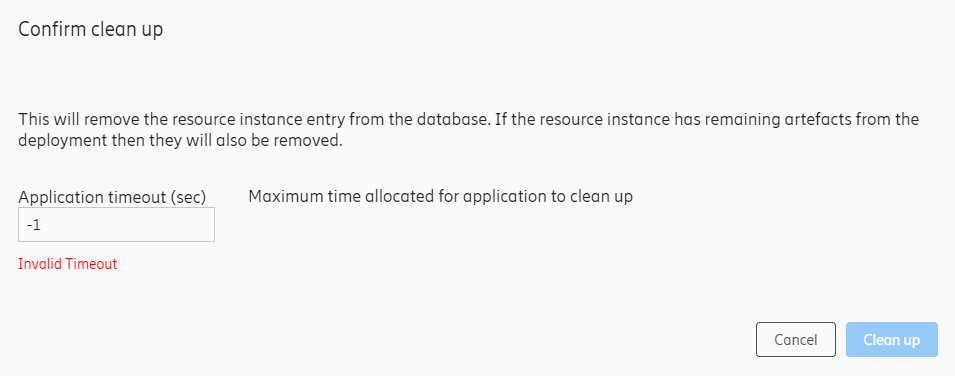 Confirm clean up
This will remove the resource instance entry from the database. If the resource instance has remaining artefacts from the
deployment then they will also be removed.
Application timeout (sec)
Maximum time allocated for application to clean up
-1
Invalid Timeout
Cancel
Clean up